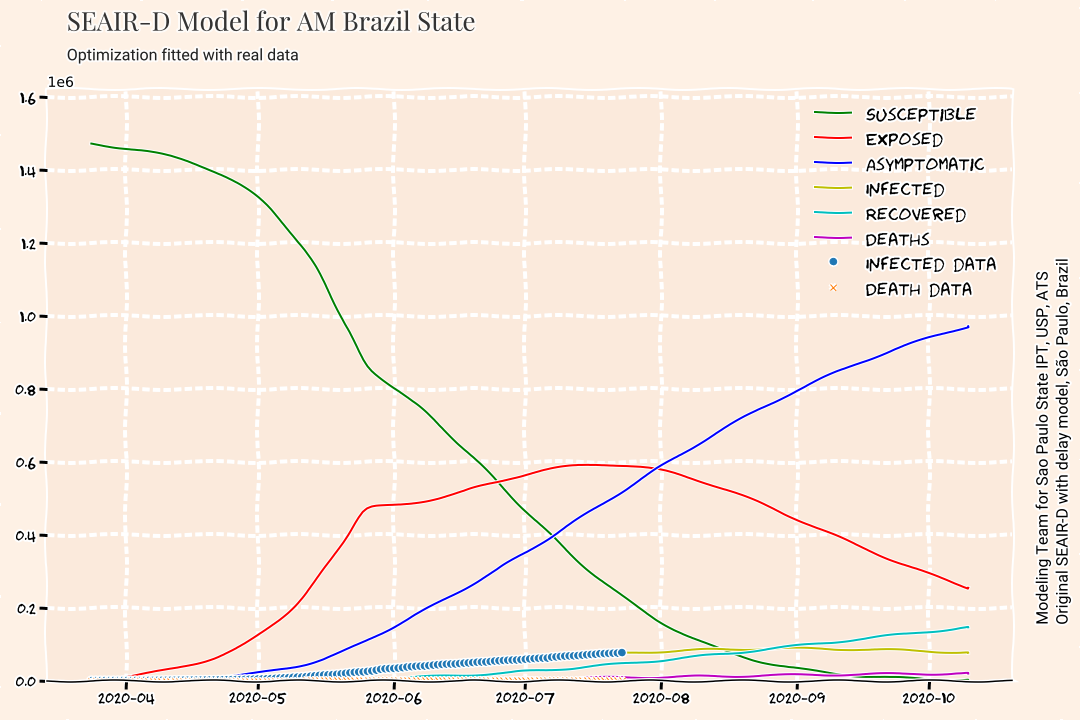 SEAIR-D Model for AM Brazil State
Optimization fitted with real data
1e6
1.6
1.4
1.2
1.0
0.8
0.6
0.4
0.2
0.0
2020-04
2020-05
2020-06
2020-07
2020-08
2020-09
2020-10
SUSCEPTIBLE
EXPOSED
ASYMPTOMATIC
INFECTED
RECOVERED
DEATHS
INFECTED DATA
DEATH DATA
Modeling Team for Sao Paulo State IPT, USP, ATS
Original SEAIR-D with delay model, São Paulo, Brazil